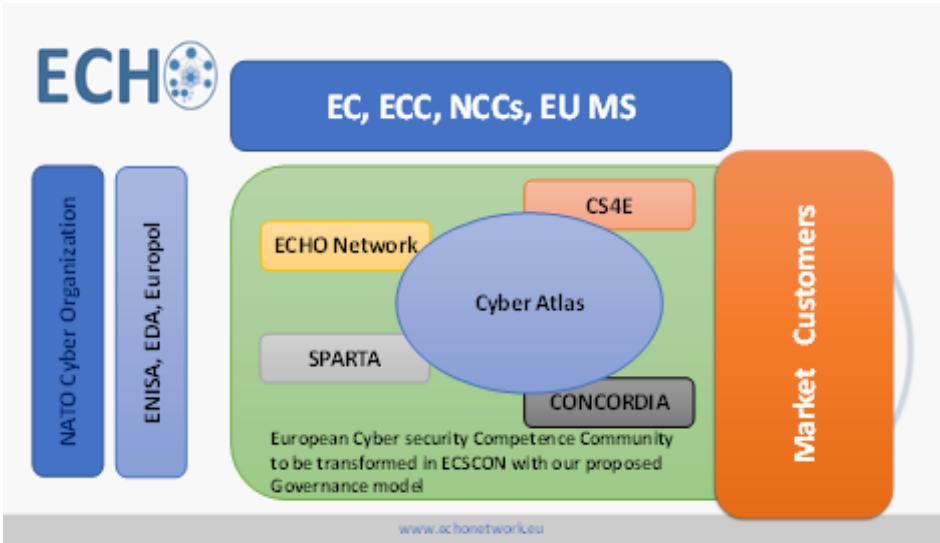 ECHO
EC, ECC, NCCs, EU MS
NATO Cyber Organization
ENISA, EDA, Europol
CS4E
ECHO Network
Cyber Atlas
SPARTA
CONCORDIA
European Cyber security Competence Community
to be transformed in ECSCON with our proposed
Governance model
Market Customers
www.echonetwork.eu